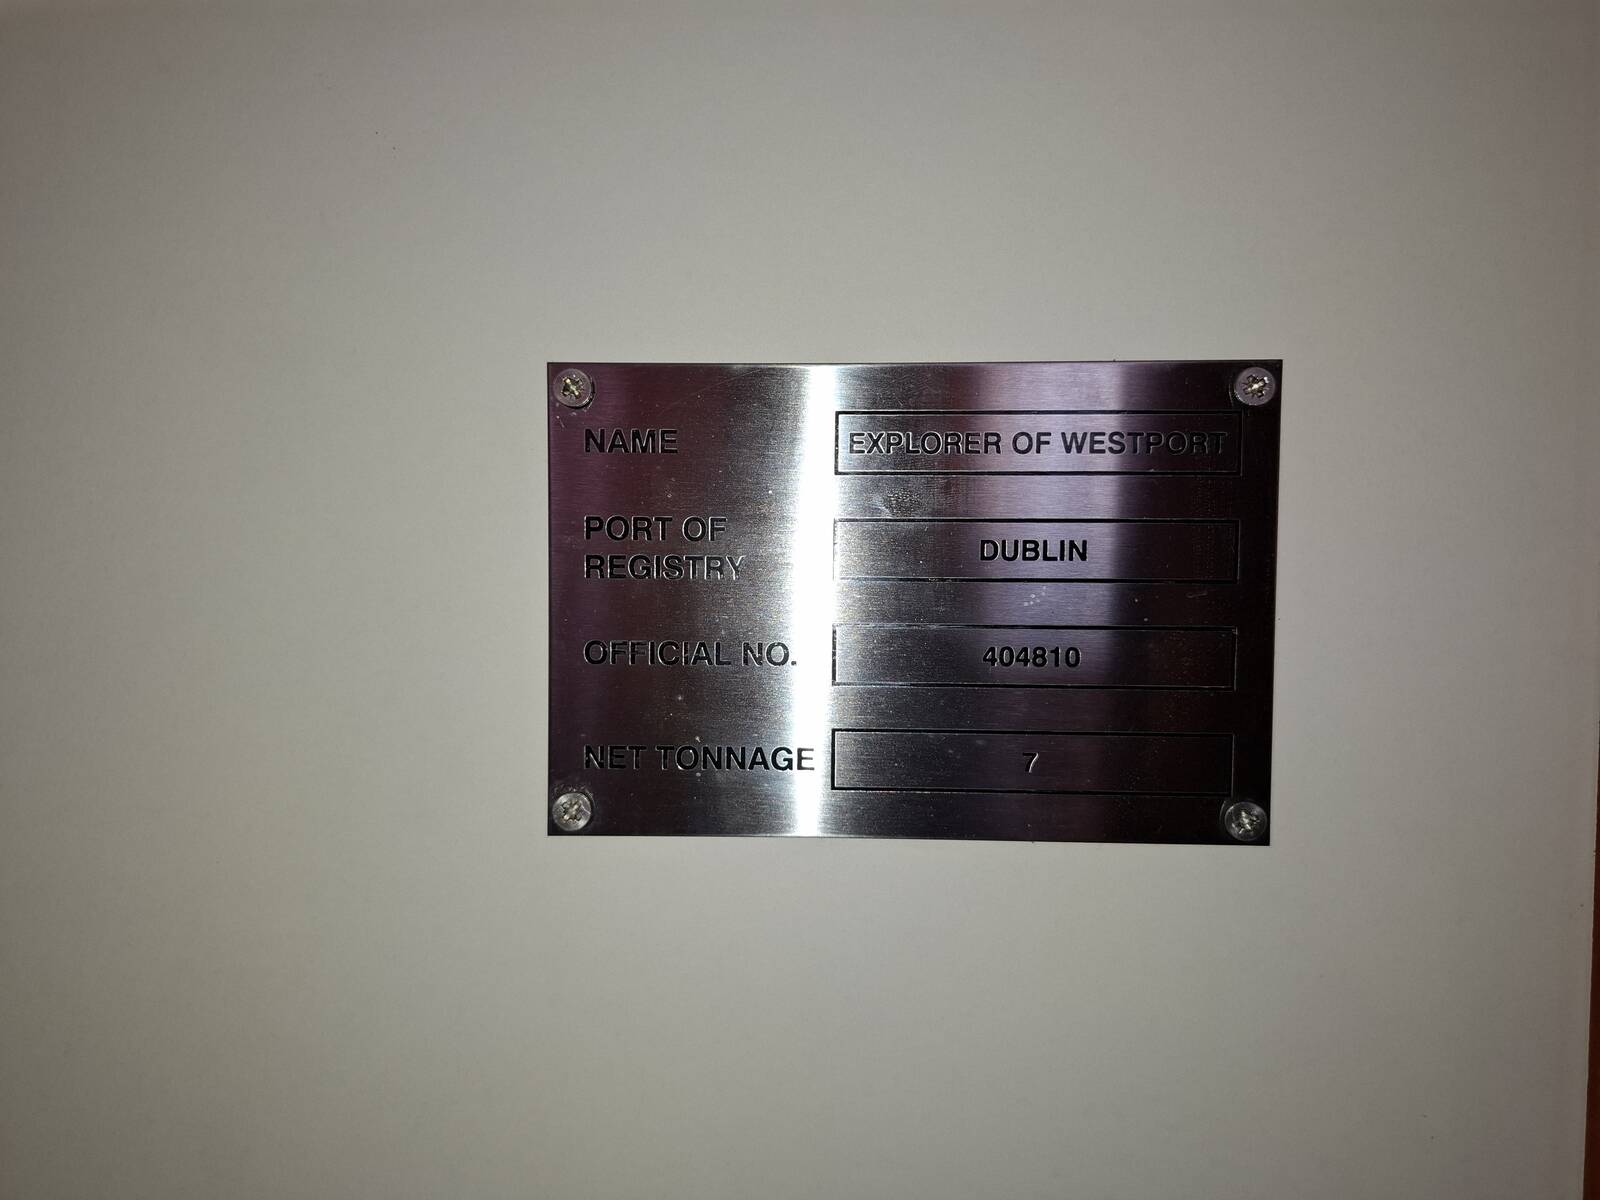 NAME EXPLORER OF WESTPORT
PORT OF
REGISTRY DUBLIN
OFFICIAL NO. 404810
NET TONNAGE 7